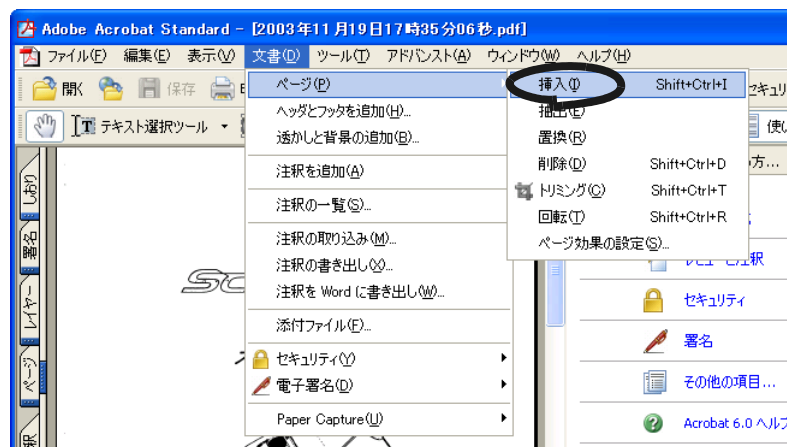 Adobe Acrobat Standard - [2003年11月19日17時35分06秒.pdf]
ファイル(F) 編集(E) 表示(V) 文書(D) ツール(T) アドバンスト(A) ウィンドウ(W) ヘルプ(H)
開く 保存
テキスト選択ツール
しおり
署名
レイヤー
ページ
ページ(P)
ヘッダとフッタを追加(H)...
透かしと背景の追加(B)...
注釈を追加(A)
注釈の一覧(S)...
注釈の取り込み(M)...
注釈の書き出し(X)...
注釈を Word に書き出し(W)...
添付ファイル(F)...
セキュリティ(Y)
電子署名(D)
Paper Capture(U)
挿入(I) Shift+Ctrl+I
抽出(E)
置換(R)
削除(D) Shift+Ctrl+D
トリミング(C) Shift+Ctrl+T
回転(T) Shift+Ctrl+R
ページ効果の設定(S)...
セキュリティ
署名
その他の項目...
Acrobat 6.0 ヘルプ